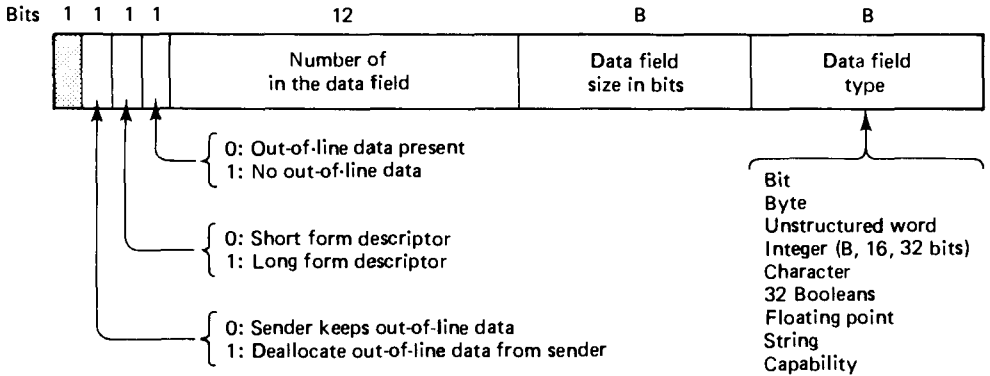 Bits 1 1 1 1 12 B B
Number of
in the data field
Data field
size in bits
Data field
type
0: Out-of-line data present
1: No out-of-line data
0: Short form descriptor
1: Long form descriptor
0: Sender keeps out-of-line data
1: Deallocate out-of-line data from sender
Bit
Byte
Unstructured word
Integer (B, 16, 32 bits)
Character
32 Booleans
Floating point
String
Capability